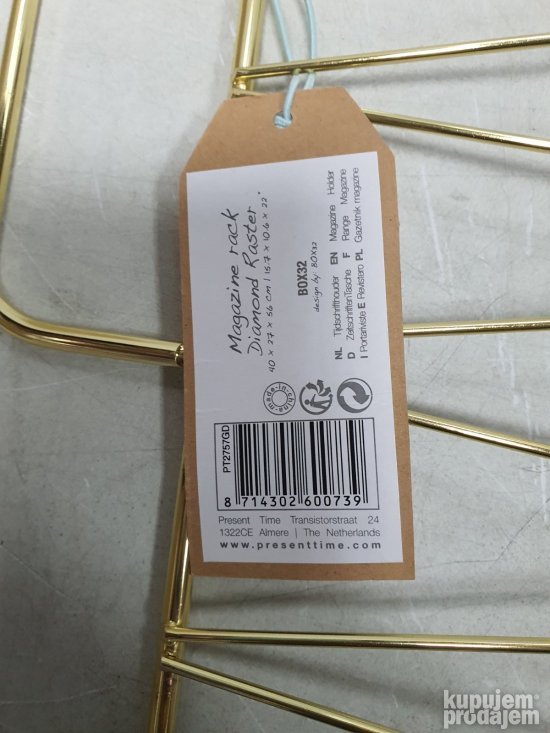 Magazine rack
Diamond Raster
40 x 27 x 56 CM | 15.7 x 10.6 x 22"
BOX32
design by: BOX32
NL Tijdschrifthouder EN Magazine Holder
D ZeitschriftenTasche F Range Magazine
I Portariviste E Revistero PL Gazetnik magazine
made-in-china
PT2757GD
8 714302 600739
Present Time Transistorstraat 24
1322CE Almere | The Netherlands
www.presenttime.com
kupujem
prodajem